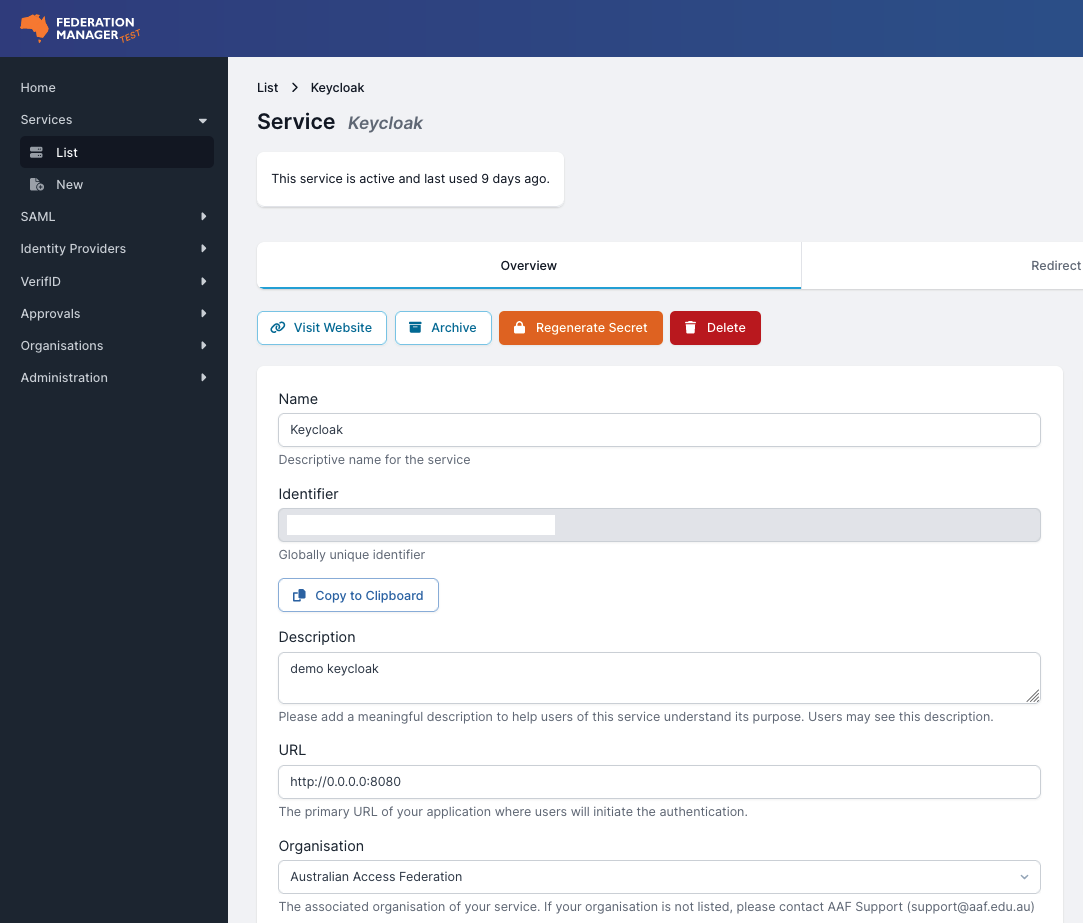 FEDERATION
MANAGER TEST
Home
Services
List
New
SAML
Identity Providers
VerifID
Approvals
Organisations
Administration
List > Keycloak
Service Keycloak
This service is active and last used 9 days ago.
Overview
Redirect
Visit Website
Archive
Regenerate Secret
Delete
Name
Keycloak
Descriptive name for the service
Identifier
Globally unique identifier
Copy to Clipboard
Description
demo keycloak
Please add a meaningful description to help users of this service understand its purpose. Users may see this description.
URL
http://0.0.0.0:8080
The primary URL of your application where users will initiate the authentication.
Organisation
Australian Access Federation
The associated organisation of your service. If your organisation is not listed, please contact AAF Support (support@aaf.edu.au)